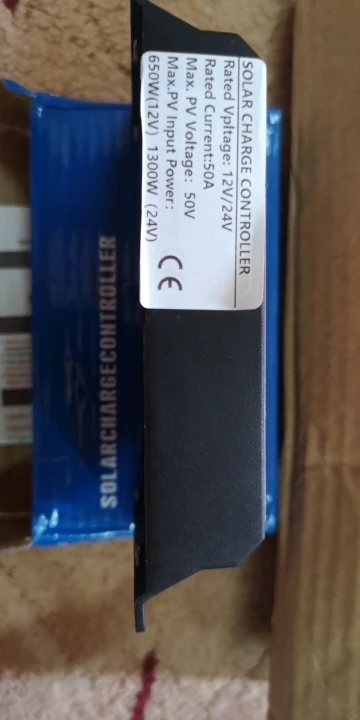 SOLAR CHARGE CONTROLLER
Rated Vpltage: 12V/24V
Rated Current:50A
Max. PV Voltage: 50V
Max.PV Input Power:
650W(12V) 1300W (24V)
CE
SOLARCHARGECONTROLLER